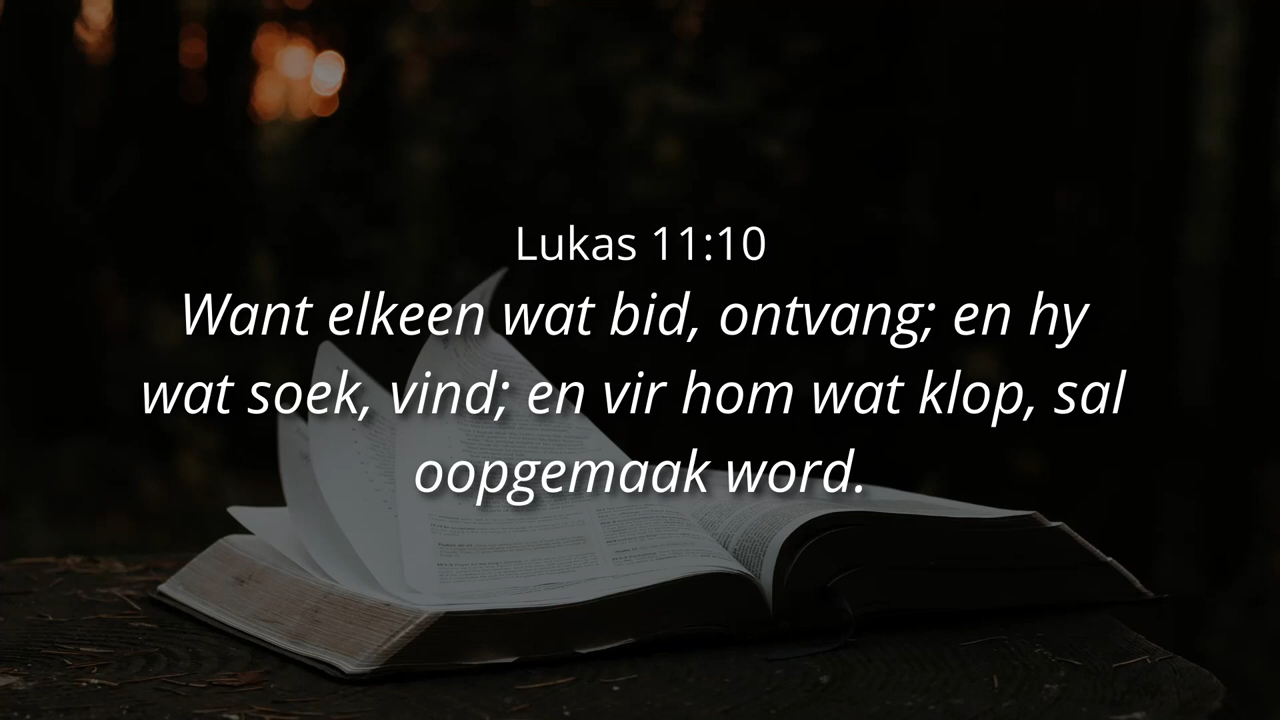 Lukas 11:10
Want elkeen wat bid, ontvang; en hy
wat soek, vind; en vir hom wat klop, sal
oopgemaak word.